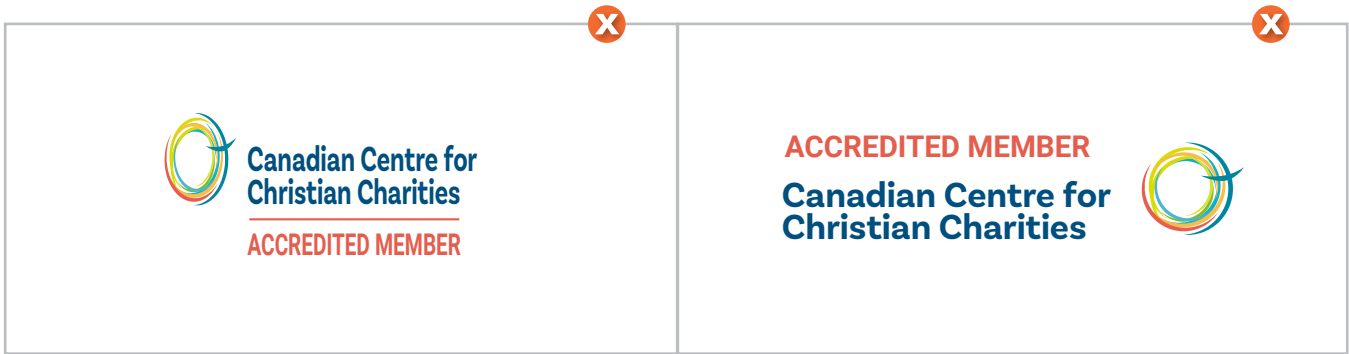 X
X
Canadian Centre for
Christian Charities
ACCREDITED MEMBER
ACCREDITED MEMBER
Canadian Centre for
Christian Charities